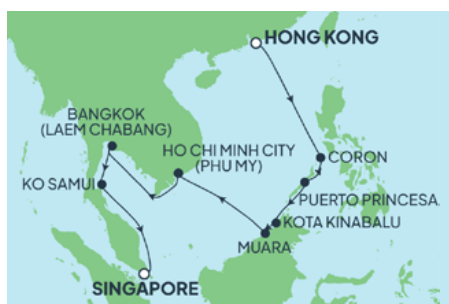 HONG KONG
BANGKOK
(LAEM CHABANG)
HO CHI MINH CITY
(PHU MY)
CORON
KO SAMUI
PUERTO PRINCESA
KOTA KINABALU
MUARA
SINGAPORE